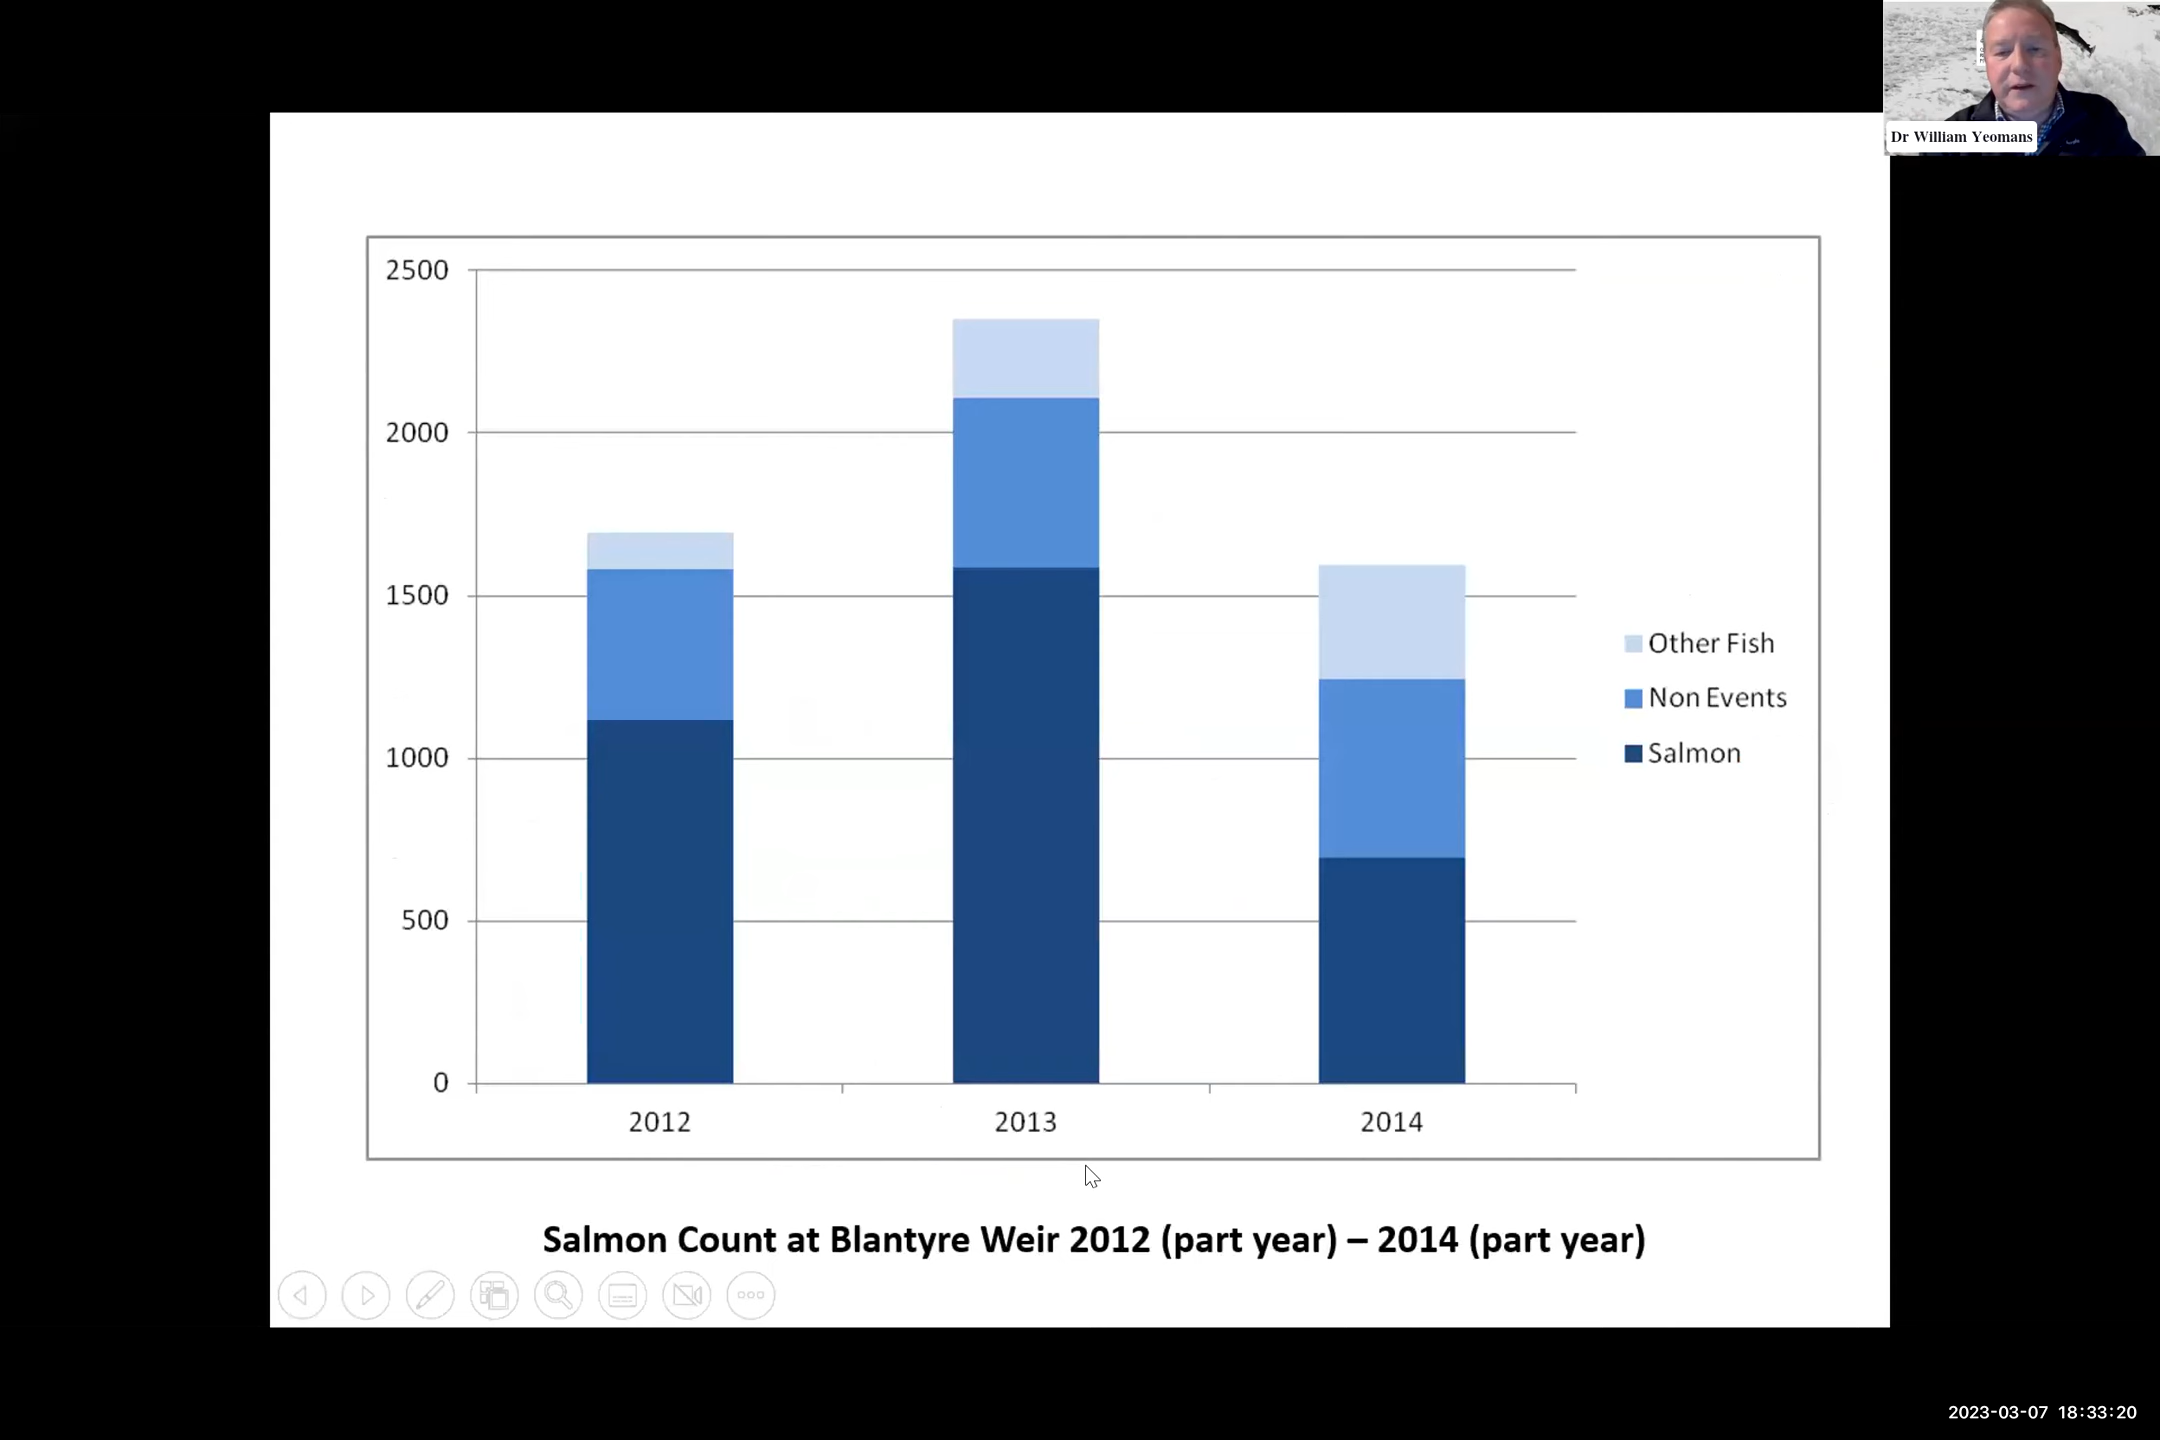 Dr William Yeomans
2500
2000
1500
1000
500
0
2012
2013
2014
Other Fish
Non Events
Salmon
Salmon Count at Blantyre Weir 2012 (part year) – 2014 (part year)
2023-03-07 18:33:20